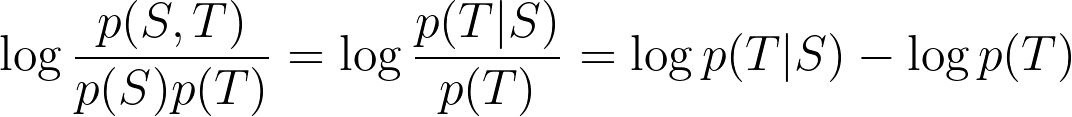 log p(S, T) / p(S)p(T) = log p(T|S) / p(T) = log p(T|S) − log p(T)